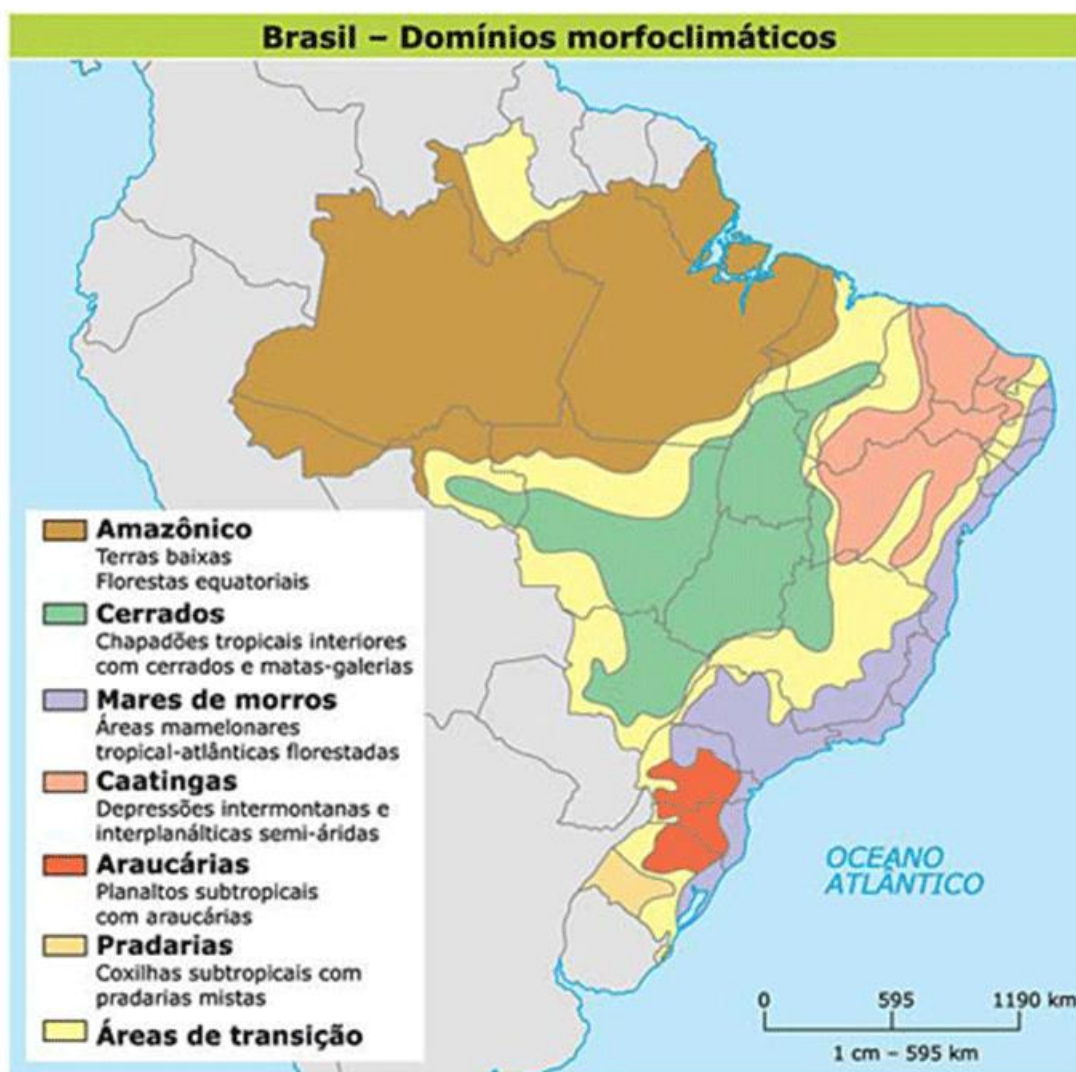 Brasil – Domínios morfoclimáticos
Amazônico
Terras baixas
Florestas equatoriais
Cerrados
Chapadões tropicais interiores
com cerrados e matas-galerias
Mares de morros
Áreas mamelonares
tropical-atlânticas florestadas
Caatingas
Depressões intermontanas e
interplanálticas semi-áridas
Araucárias
Planaltos subtropicais
com araucárias
Pradarias
Coxilhas subtropicais com
pradarias mistas
Áreas de transição
OCEANO
ATLÂNTICO
0 595 1190 km
1 cm – 595 km